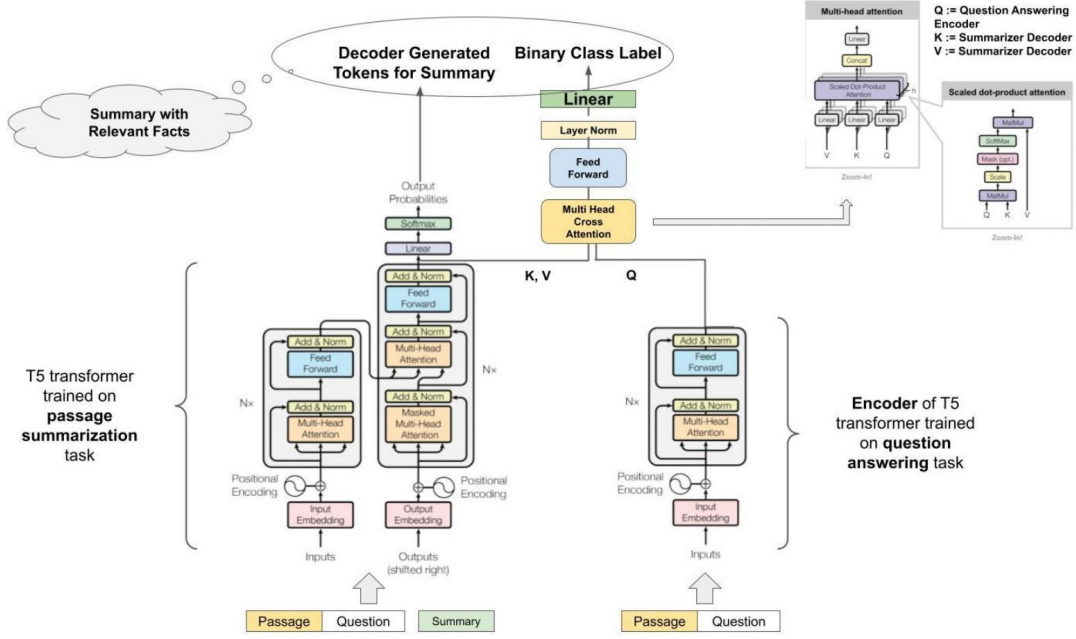 Decoder Generated
Tokens for Summary
Binary Class Label
Summary with
Relevant Facts
Linear
Layer Norm
Feed
Forward
Multi Head
Cross
Attention
K, V
Q
Output
Probabilities
Softmax
Linear
Add & Norm
Feed
Forward
Add & Norm
Multi-Head
Attention
Add & Norm
Masked
Multi-Head
Attention
N×
Positional
Encoding
Output
Embedding
Outputs
(shifted right)
Add & Norm
Feed
Forward
Add & Norm
Multi-Head
Attention
N×
Positional
Encoding
Input
Embedding
Inputs
T5 transformer
trained on
passage
summarization
task
Passage
Question
Summary
Add & Norm
Feed
Forward
Add & Norm
Multi-Head
Attention
N×
Positional
Encoding
Input
Embedding
Inputs
Encoder of T5
transformer trained
on question
answering task
Passage
Question
Multi-head attention
Linear
Concat
Scaled Dot-Product
Attention
h
Linear
Linear
Linear
V
K
Q
Zoom-In!
Q := Question Answering
Encoder
K := Summarizer Decoder
V := Summarizer Decoder
Scaled dot-product attention
MatMul
SoftMax
Mask (opt.)
Scale
MatMul
Q
K
V
Zoom-In!